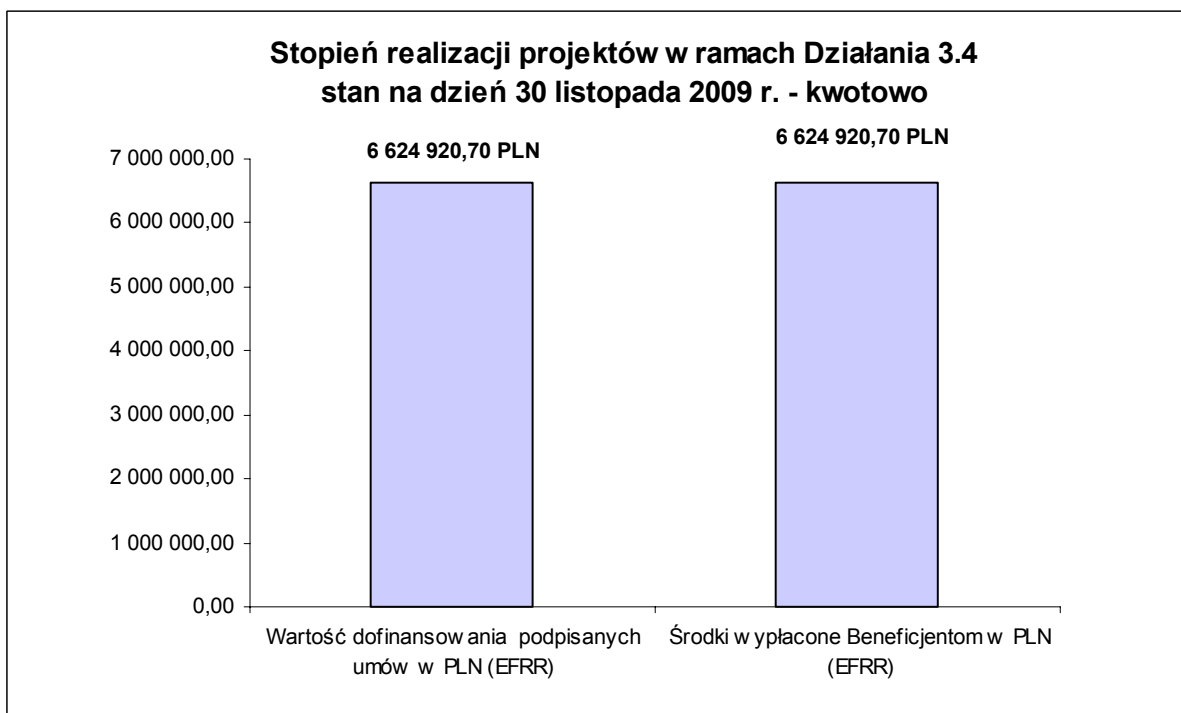 Stopień realizacji projektów w ramach Działania 3.4
stan na dzień 30 listopada 2009 r. - kwotowo
6 624 920,70 PLN
6 624 920,70 PLN
7 000 000,00
6 000 000,00
5 000 000,00
4 000 000,00
3 000 000,00
2 000 000,00
1 000 000,00
0,00
Wartość dofinansowania podpisanych
umów w PLN (EFRR)
Środki wypłacone Beneficjentom w PLN
(EFRR)